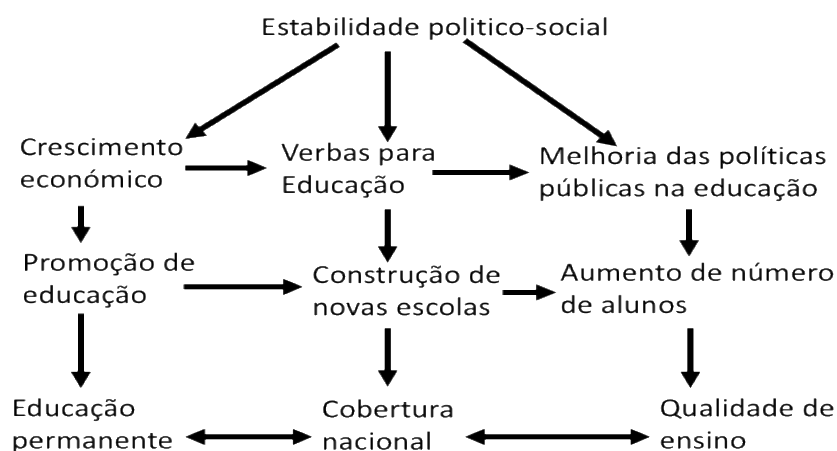 Estabilidade politico-social
Crescimento
económico
Verbas para
Educação
Melhoria das políticas
públicas na educação
Promoção de
educação
Construção de
novas escolas
Aumento de número
de alunos
Educação
permanente
Cobertura
nacional
Qualidade de
ensino